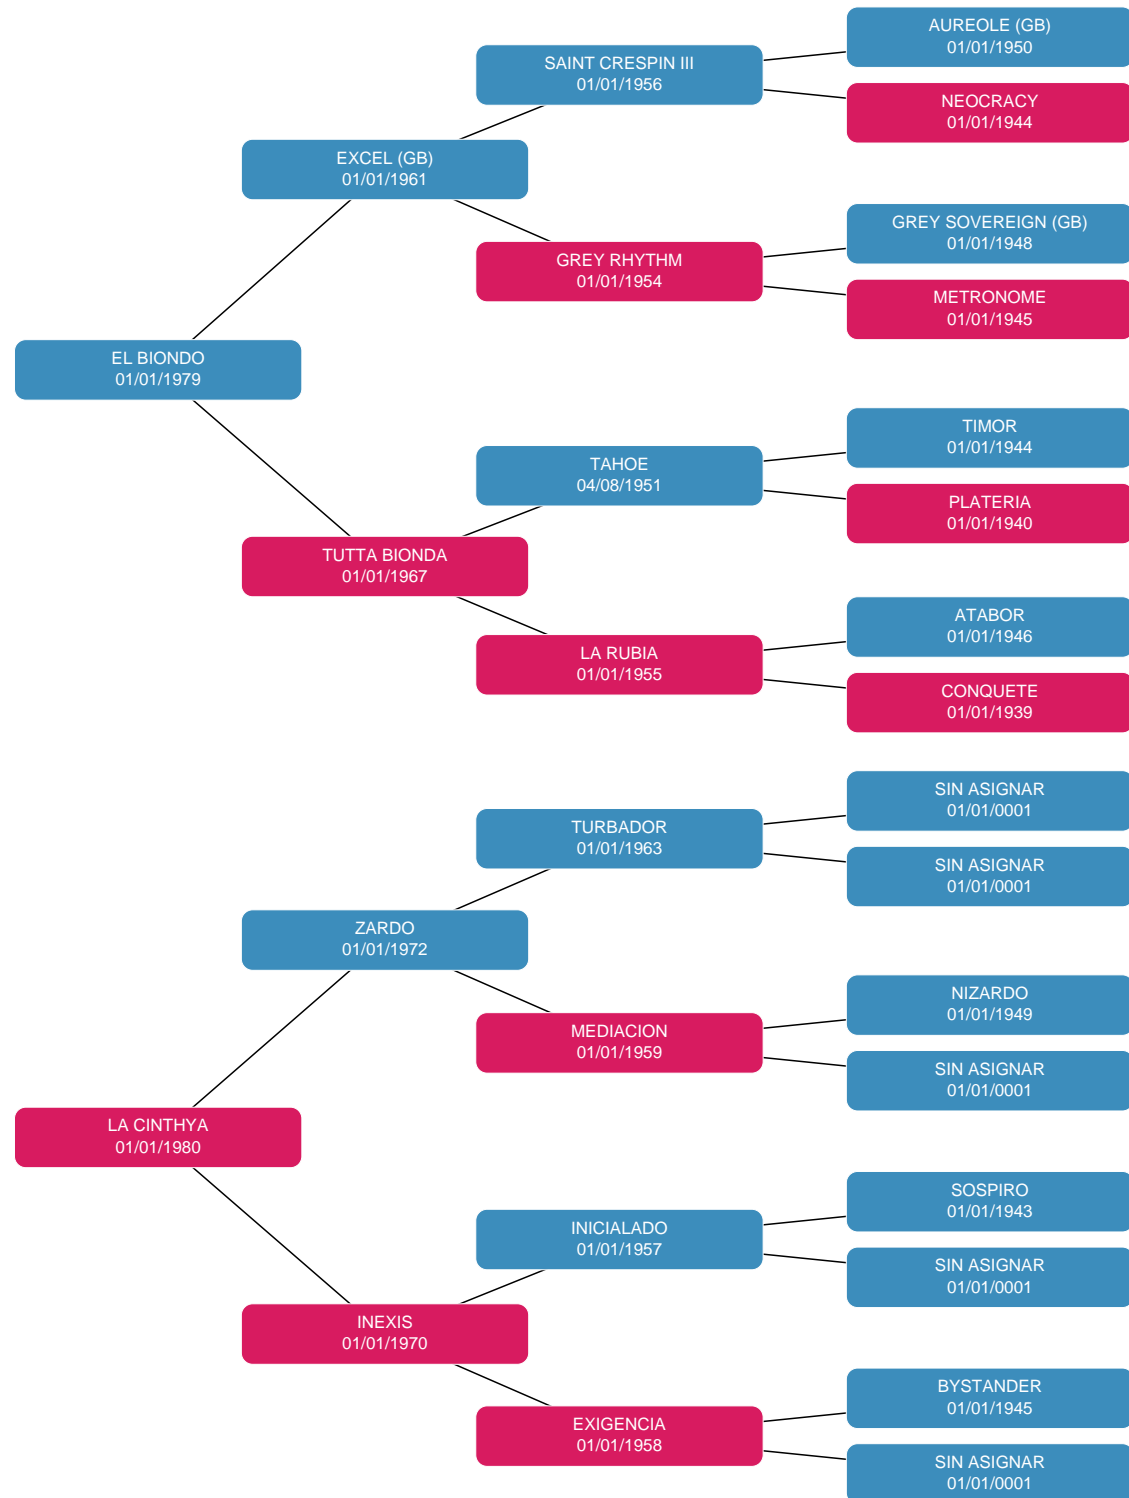 AUREOLE (GB)
01/01/1950
SAINT CRESPIN III
01/01/1956
NEOCRACY
01/01/1944
EXCEL (GB)
01/01/1961
GREY SOVEREIGN (GB)
01/01/1948
GREY RHYTHM
01/01/1954
METRONOME
01/01/1945
EL BIONDO
01/01/1979
TIMOR
01/01/1944
TAHOE
04/08/1951
PLATERIA
01/01/1940
TUTTA BIONDA
01/01/1967
ATABOR
01/01/1946
LA RUBIA
01/01/1955
CONQUETE
01/01/1939
SIN ASIGNAR
01/01/0001
TURBADOR
01/01/1963
SIN ASIGNAR
01/01/0001
ZARDO
01/01/1972
NIZARDO
01/01/1949
MEDIACION
01/01/1959
SIN ASIGNAR
01/01/0001
LA CINTHYA
01/01/1980
SOSPIRO
01/01/1943
INICIALADO
01/01/1957
SIN ASIGNAR
01/01/0001
INEXIS
01/01/1970
BYSTANDER
01/01/1945
EXIGENCIA
01/01/1958
SIN ASIGNAR
01/01/0001